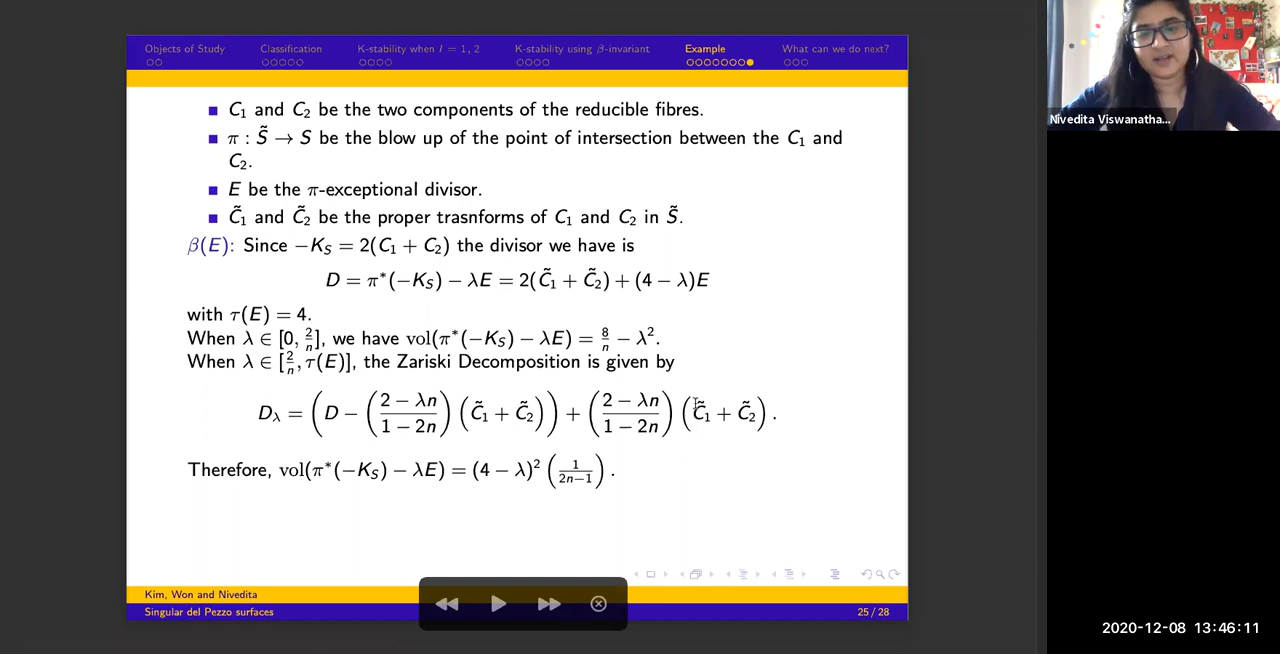 Objects of Study
Classification
K-stability when I = 1, 2
K-stability using β-invariant
Example
What can we do next?
C₁ and C₂ be the two components of the reducible fibres.
π : S̃ → S be the blow up of the point of intersection between the C₁ and
C₂.
E be the π-exceptional divisor.
C̃₁ and C̃₂ be the proper trasnforms of C₁ and C₂ in S̃.
β(E): Since −K_S = 2(C₁ + C₂) the divisor we have is
D = π*(−K_S) − λE = 2(C̃₁ + C̃₂) + (4 − λ)E
with τ(E) = 4.
When λ ∈ [0, 2/n], we have vol(π*(−K_S) − λE) = 8/n − λ².
When λ ∈ [2/n, τ(E)], the Zariski Decomposition is given by
D_λ = (D − ((2 − λn)/(1 − 2n)) (C̃₁ + C̃₂)) + ((2 − λn)/(1 − 2n)) (C̃₁ + C̃₂).
Therefore, vol(π*(−K_S) − λE) = (4 − λ)² (1/(2n−1)).
Kim, Won and Nivedita
Singular del Pezzo surfaces
25 / 28
Nivedita Viswanatha...
2020-12-08 13:46:11